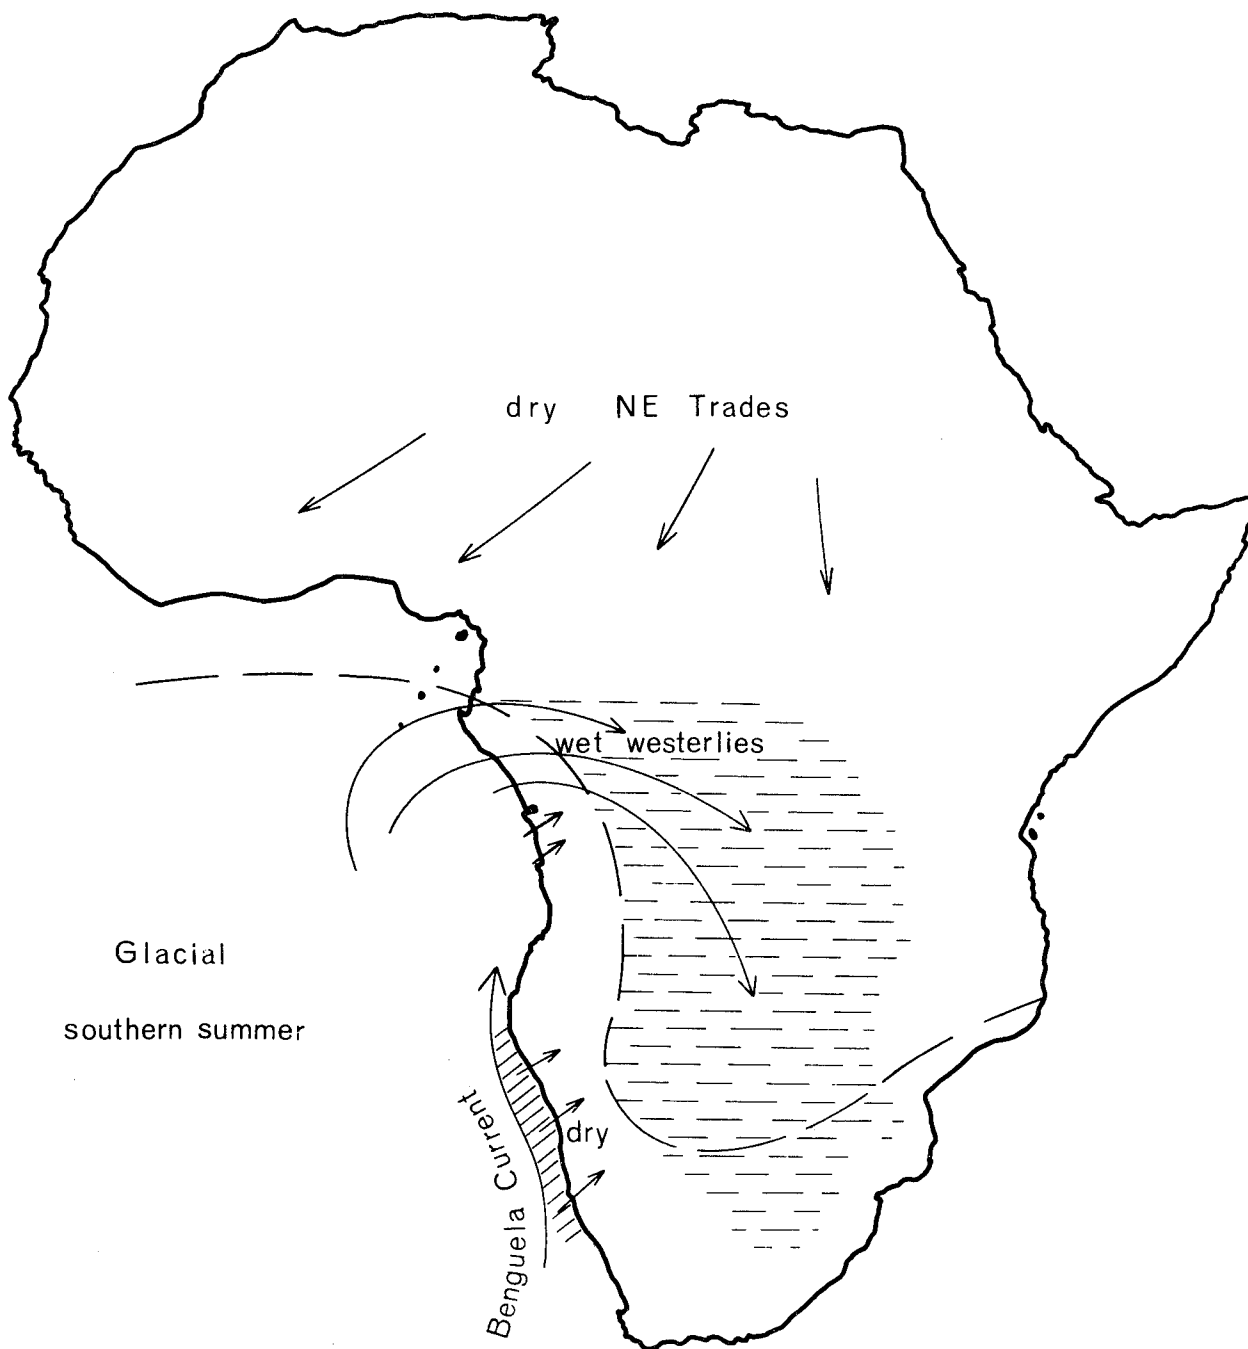 dry NE Trades
wet westerlies
Glacial
southern summer
Benguela Current
dry